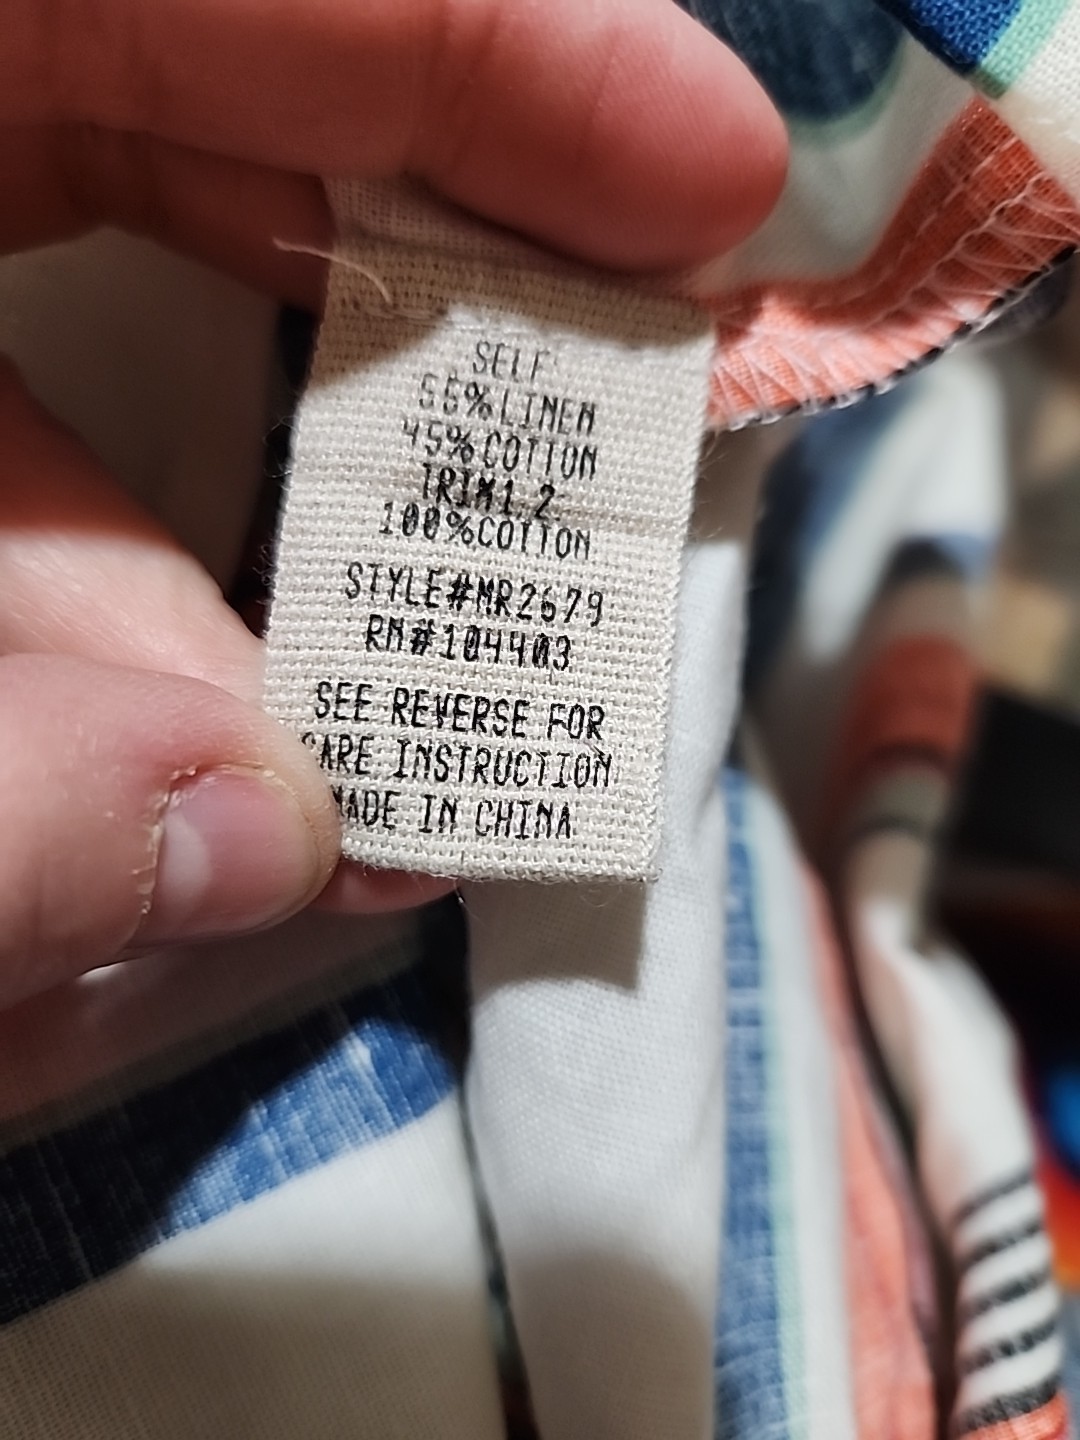 SELF:
55%LINEN
45%COTTON
TRIM1.2
100%COTTON
STYLE#MR2679
RN#104403
SEE REVERSE FOR
CARE INSTRUCTION
MADE IN CHINA